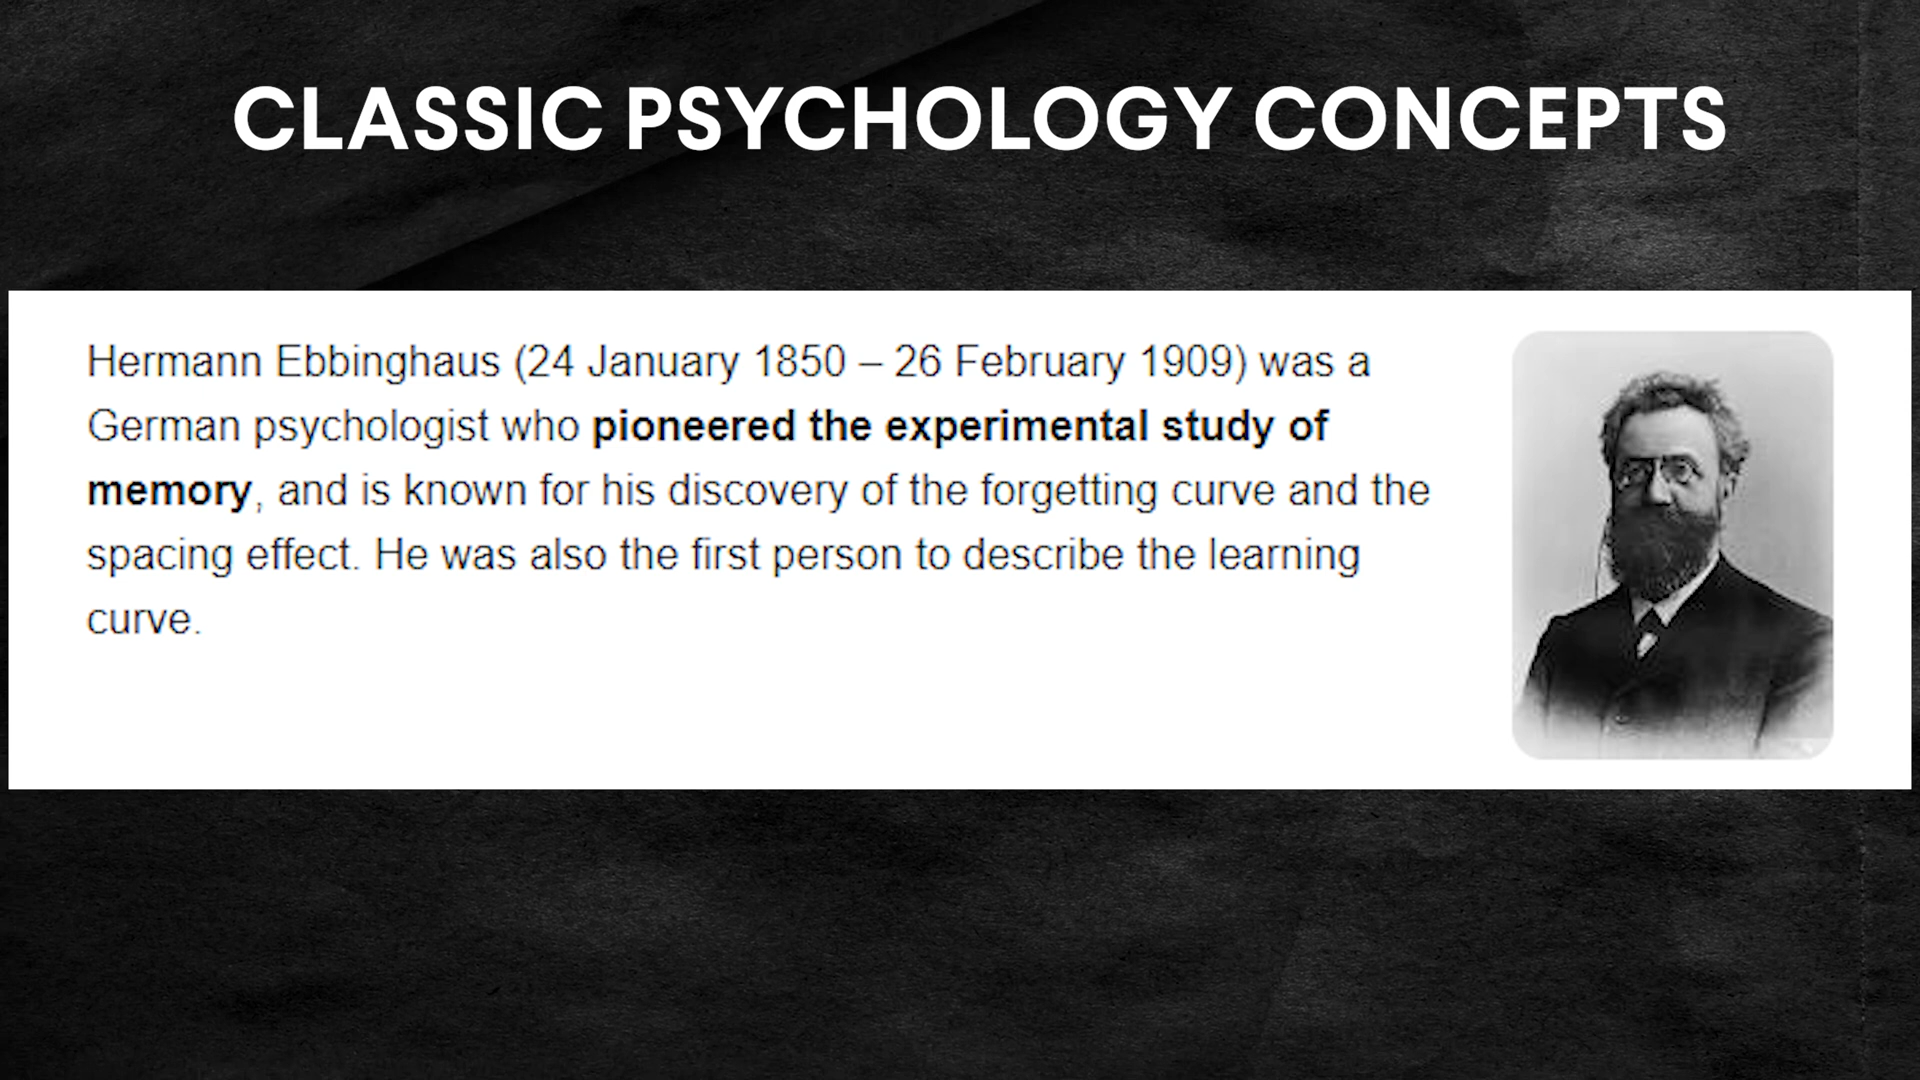 CLASSIC PSYCHOLOGY CONCEPTS
Hermann Ebbinghaus (24 January 1850 – 26 February 1909) was a
German psychologist who pioneered the experimental study of
memory, and is known for his discovery of the forgetting curve and the
spacing effect. He was also the first person to describe the learning
curve.